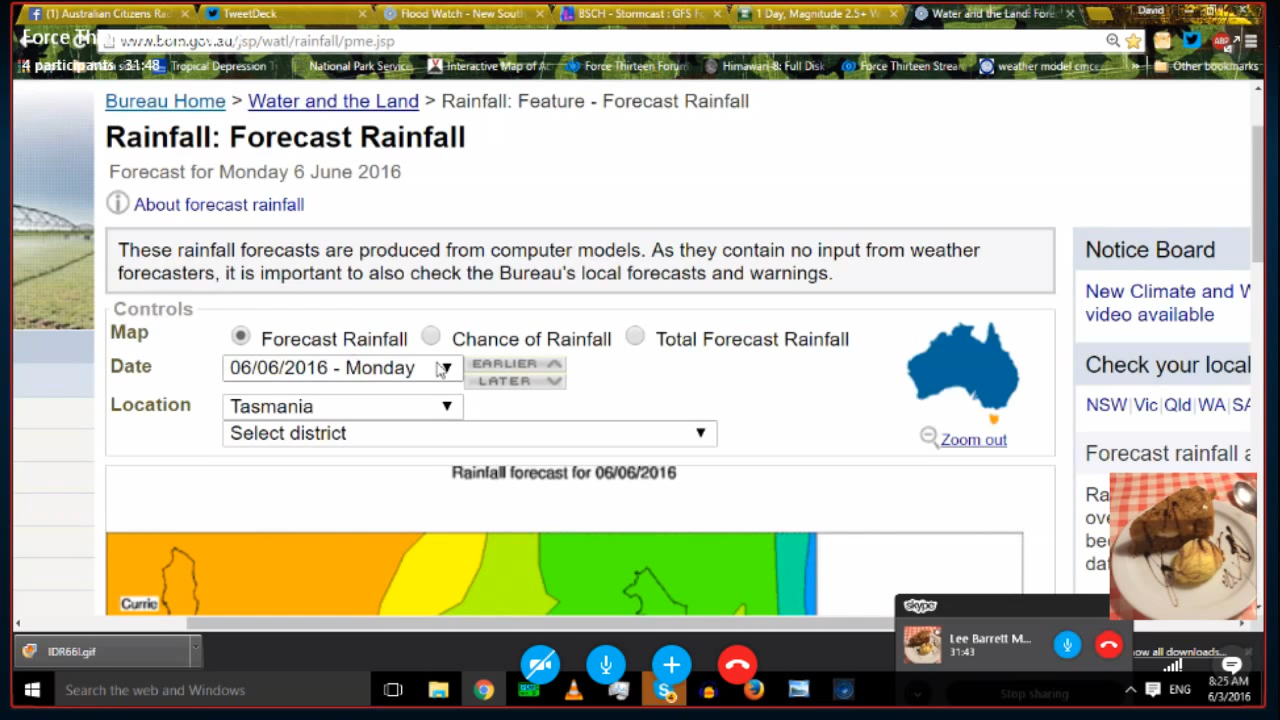 (1) Australian Citizens Ra
TweetDeck
Flood Watch - New South
BSCH - Stormcast : GFS F
1 Day, Magnitude 2.5+ W
Water and the Land: Fore
David
Force Th
www.bom.gov.au/jsp/watl/rainfall/pme.jsp
4 participants 31:48
Tropical Depression
National Park Service
Interactive Map of Ac
Force Thirteen Forum
Himawari-8: Full Disk
Force Thirteen Strea
weather model cmce
Other bookmarks
Bureau Home > Water and the Land > Rainfall: Feature - Forecast Rainfall
Rainfall: Forecast Rainfall
Forecast for Monday 6 June 2016
About forecast rainfall
These rainfall forecasts are produced from computer models. As they contain no input from weather
forecasters, it is important to also check the Bureau's local forecasts and warnings.
Controls
Map
Forecast Rainfall
Chance of Rainfall
Total Forecast Rainfall
Date
06/06/2016 - Monday
EARLIER
LATER
Location
Tasmania
Select district
Zoom out
Rainfall forecast for 06/06/2016
Currie
Notice Board
New Climate and W
video available
Check your local
NSW|Vic|Qld|WA|SA
Forecast rainfall a
Ra
ove
be
dat
skype
Lee Barrett M...
31:43
Stop sharing
IDR66I.gif
ow all downloads...
Search the web and Windows
ENG
8:25 AM
6/3/2016